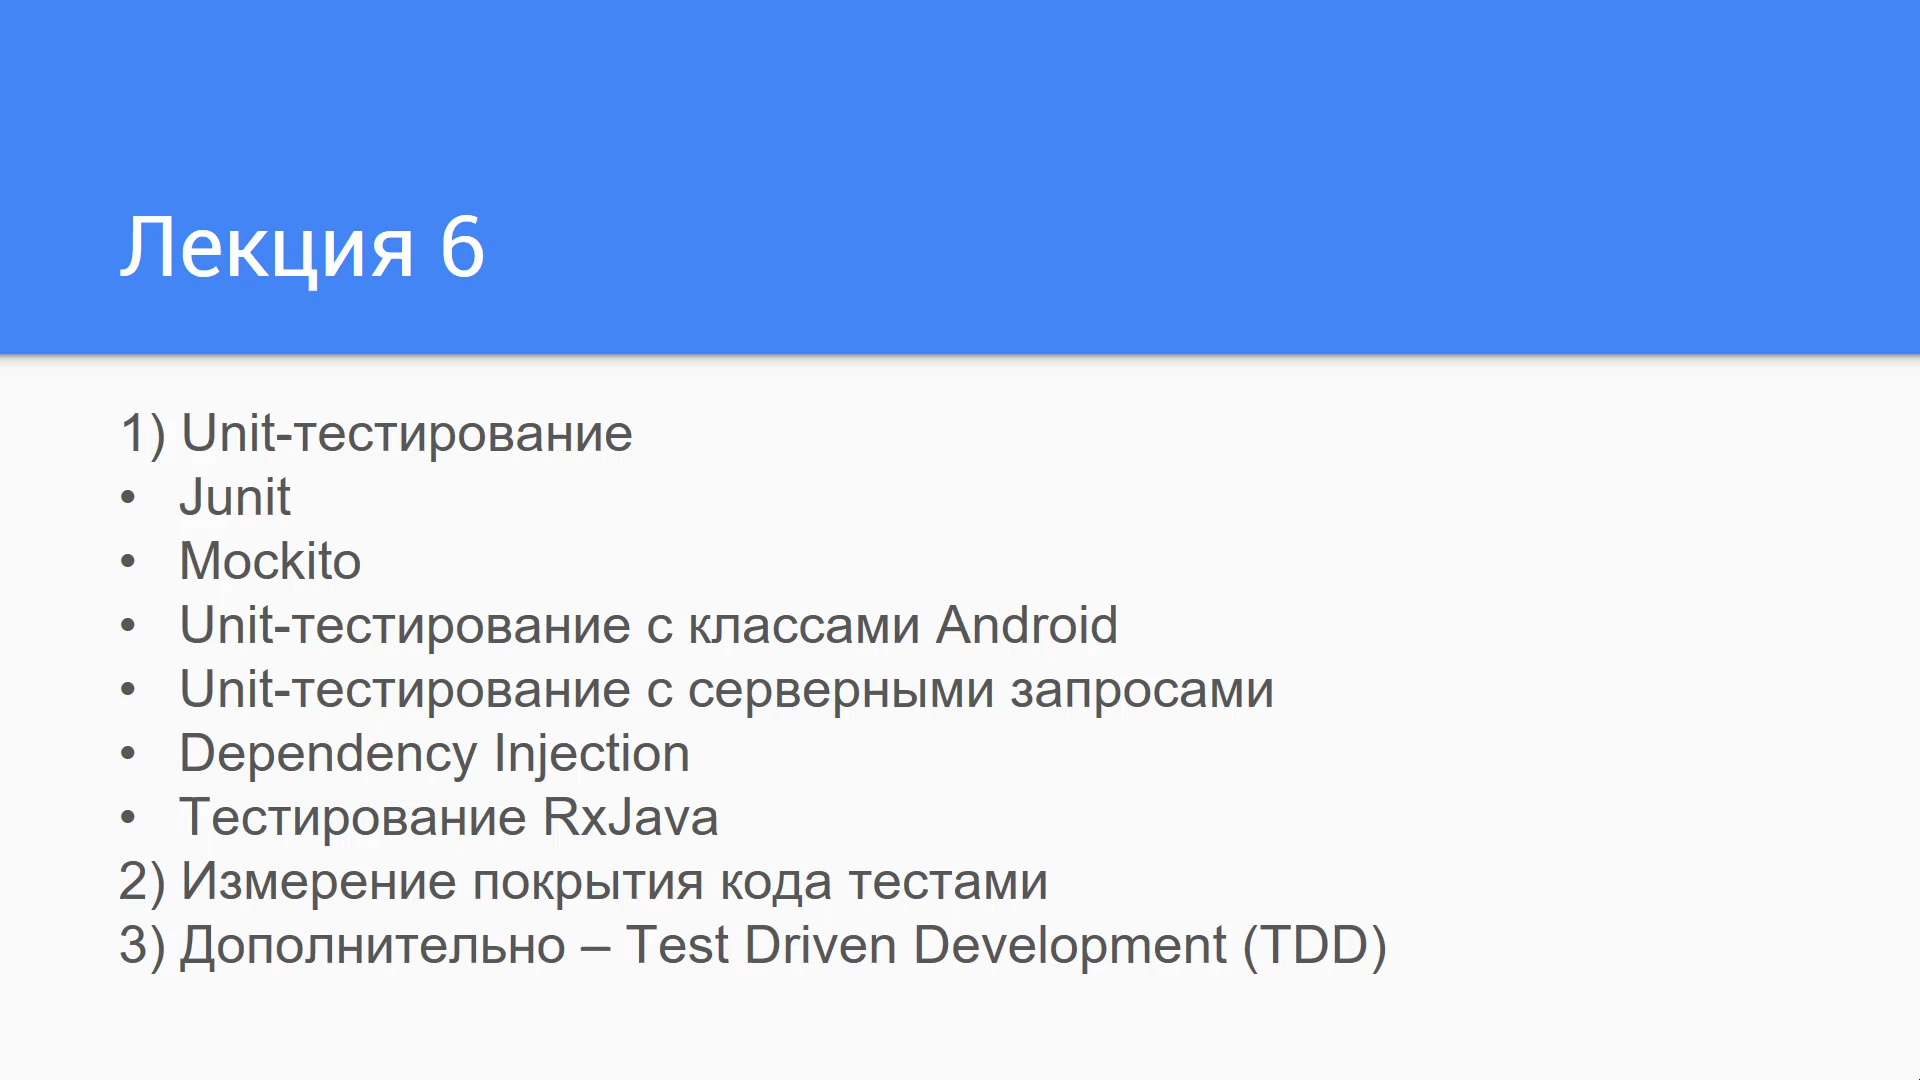 Лекция 6
1) Unit-тестирование
• Junit
• Mockito
• Unit-тестирование с классами Android
• Unit-тестирование с серверными запросами
• Dependency Injection
• Тестирование RxJava
2) Измерение покрытия кода тестами
3) Дополнительно – Test Driven Development (TDD)